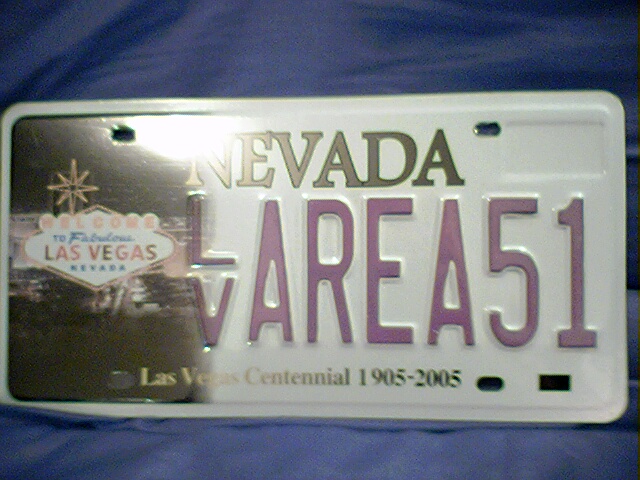 NEVADA
WELCOME
TO Fabulous
LAS VEGAS
NEVADA
LV AREA51
Las Vegas Centennial 1905-2005